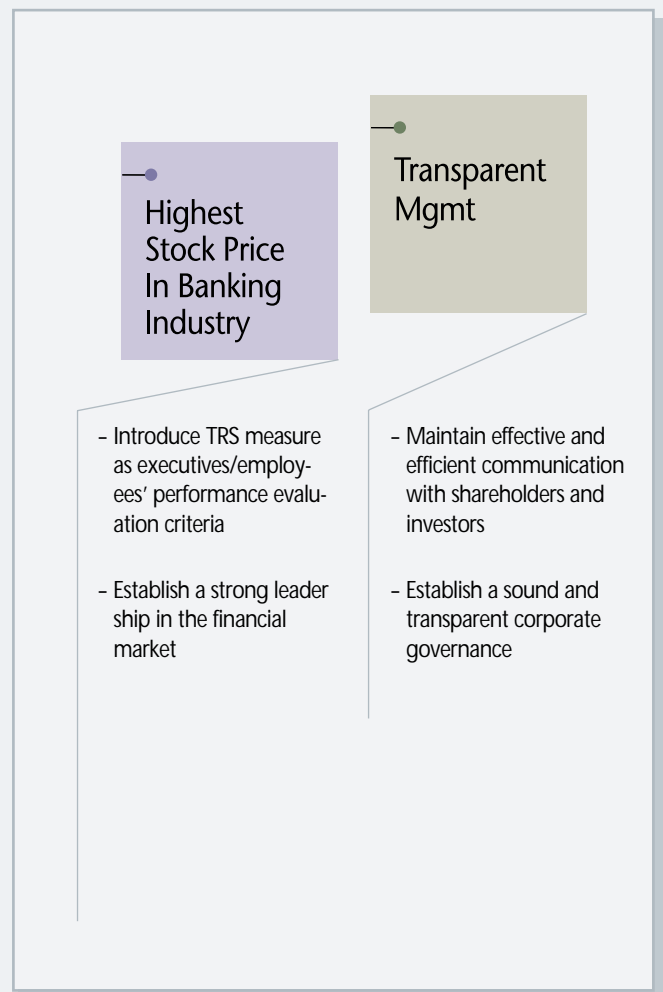 Highest
Stock Price
In Banking
Industry
– Introduce TRS measure
as executives/employ-
ees’ performance evalu-
ation criteria
– Establish a strong leader
ship in the financial
market
Transparent
Mgmt
– Maintain effective and
efficient communication
with shareholders and
investors
– Establish a sound and
transparent corporate
governance